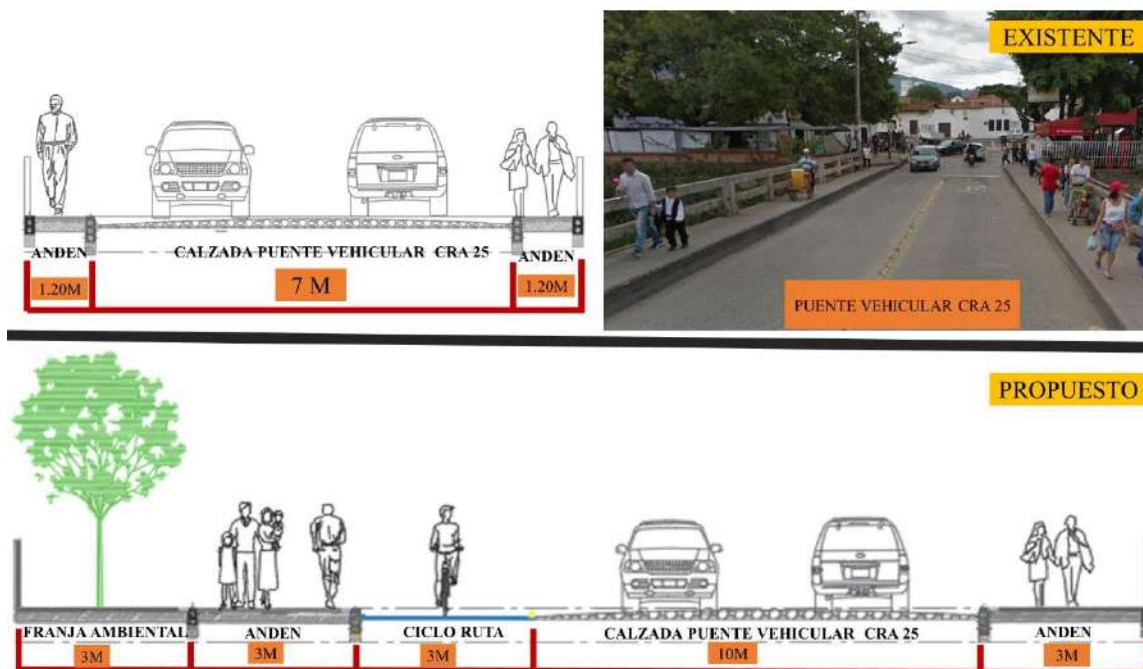 EXISTENTE
ANDEN CALZADA PUENTE VEHICULAR CRA 25 ANDEN
1.20M 7 M 1.20M
PUENTE VEHICULAR CRA 25
PROPUESTO
FRANJA AMBIENTAL ANDEN CICLO RUTA CALZADA PUENTE VEHICULAR CRA 25 ANDEN
3M 3M 3M 10M 3M